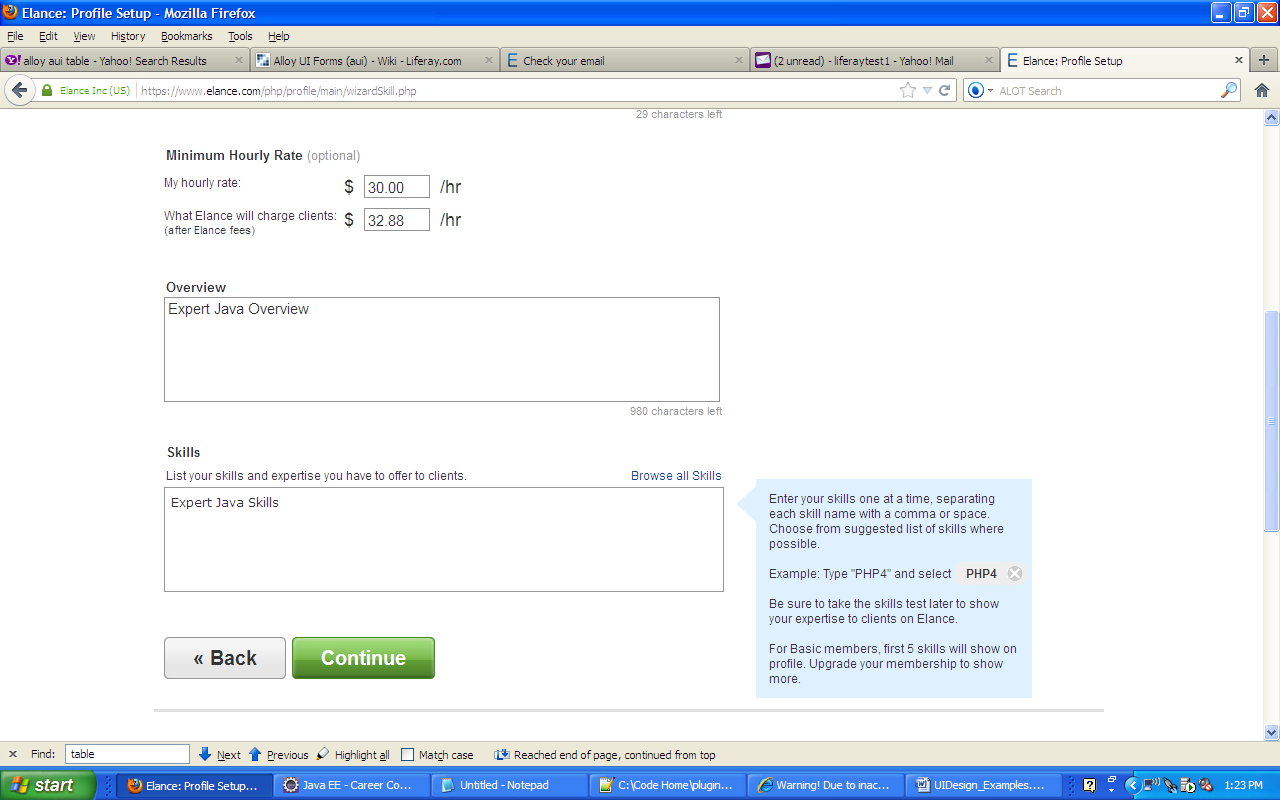 Elance: Profile Setup - Mozilla Firefox
File Edit View History Bookmarks Tools Help
alloy aui table - Yahoo! Search Results
Alloy UI Forms (aui) - Wiki - Liferay.com
Check your email
(2 unread) - liferaytest1 - Yahoo! Mail
Elance: Profile Setup
Elance Inc (US) https://www.elance.com/php/profile/main/wizardSkill.php
ALOT Search
29 characters left
Minimum Hourly Rate (optional)
My hourly rate: $ 30.00 /hr
What Elance will charge clients: $ 32.88 /hr
(after Elance fees)
Overview
Expert Java Overview
980 characters left
Skills
List your skills and expertise you have to offer to clients. Browse all Skills
Expert Java Skills
Enter your skills one at a time, separating
each skill name with a comma or space.
Choose from suggested list of skills where
possible.
Example: Type "PHP4" and select PHP4
Be sure to take the skills test later to show
your expertise to clients on Elance.
For Basic members, first 5 skills will show on
profile. Upgrade your membership to show
more.
« Back Continue
Find: table Next Previous Highlight all Match case Reached end of page, continued from top
start Elance: Profile Setup... Java EE - Career Co... Untitled - Notepad C:\Code Home\plugin... Warning! Due to inac... UIDesign_Examples.... 1:23 PM